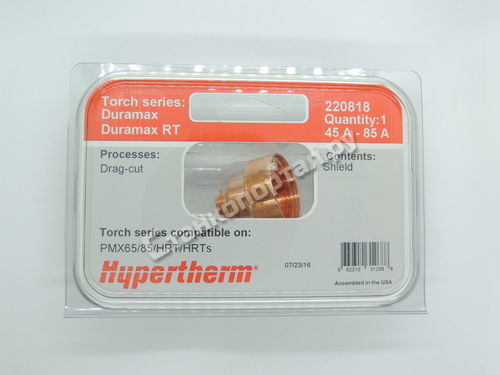 Torch series:
Duramax
Duramax RT
220818
Quantity:1
45 A - 85 A
Processes:
Drag-cut
Contents:
Shield
Torch series compatible on:
PMX65/85/HRT/HRTs
Hypertherm®
07/23/16
Assembled in the USA